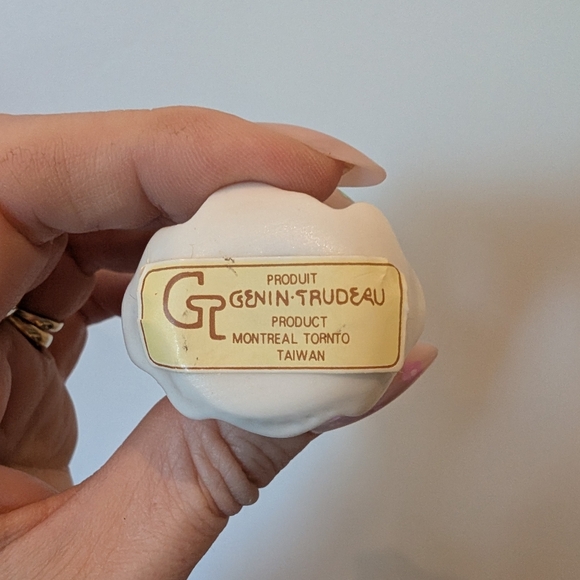 PRODUIT
GT GENIN·TRUDEAU
PRODUCT
MONTREAL TORNTO
TAIWAN